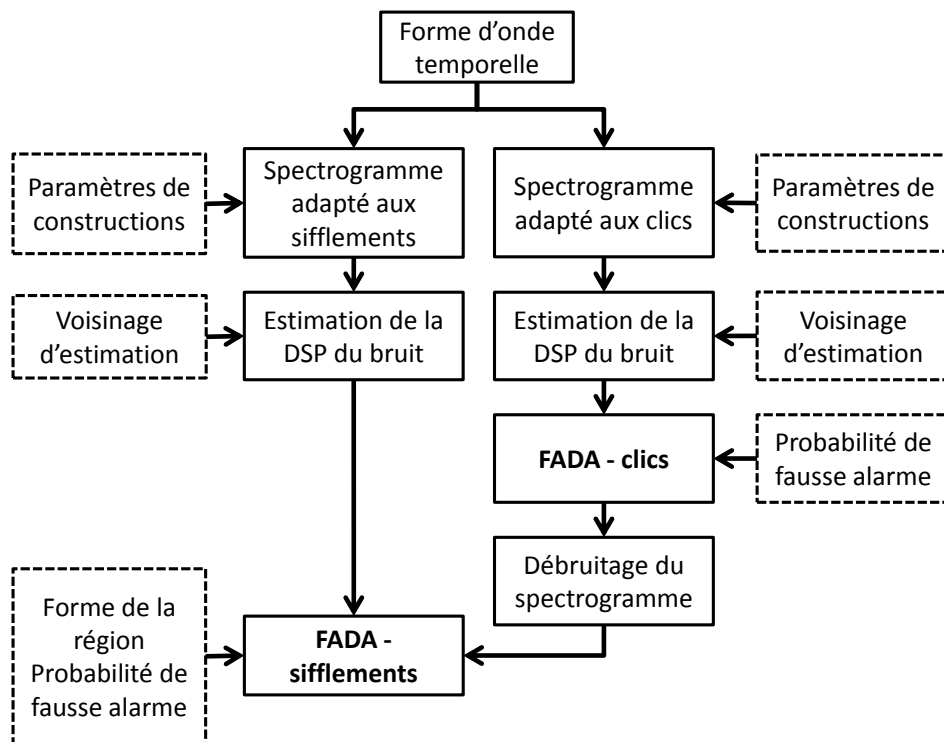 Forme d'onde
temporelle
Paramètres de
constructions
Spectrogramme
adapté aux
sifflements
Spectrogramme
adapté aux clics
Paramètres de
constructions
Voisinage
d'estimation
Estimation de la
DSP du bruit
Estimation de la
DSP du bruit
Voisinage
d'estimation
FADA - clics
Probabilité de
fausse alarme
Débruitage du
spectrogramme
Forme de la
région
Probabilité de
fausse alarme
FADA -
sifflements